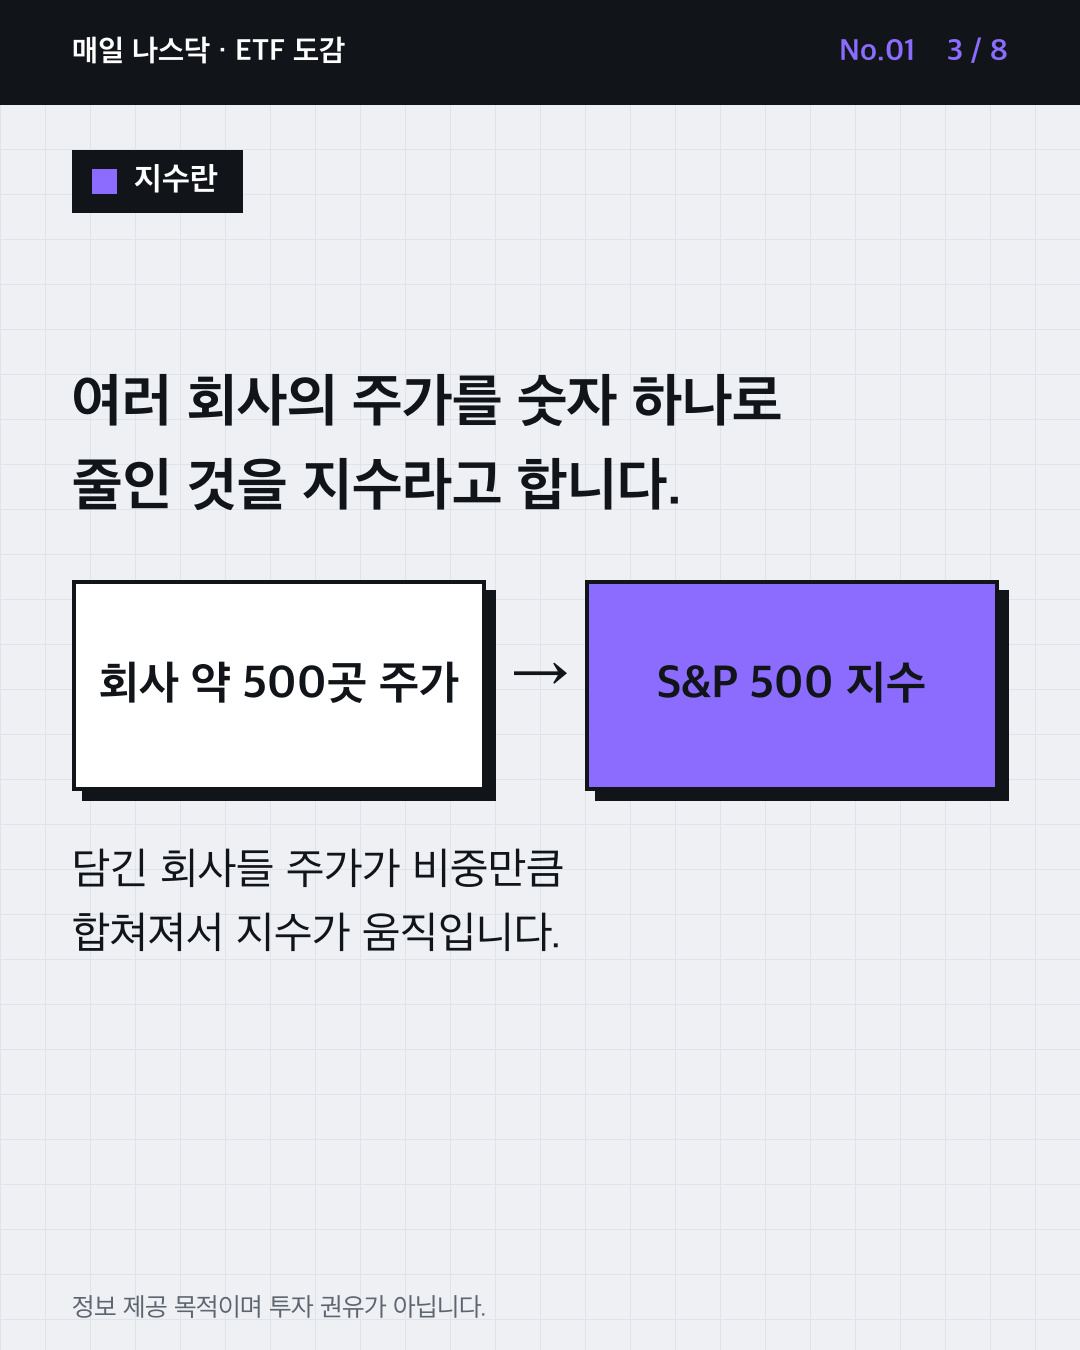 매일 나스닥 · ETF 도감
No.01 3 / 8
지수란
여러 회사의 주가를 숫자 하나로
줄인 것을 지수라고 합니다.
회사 약 500곳 주가 → S&P 500 지수
담긴 회사들 주가가 비중만큼
합쳐져서 지수가 움직입니다.
정보 제공 목적이며 투자 권유가 아닙니다.